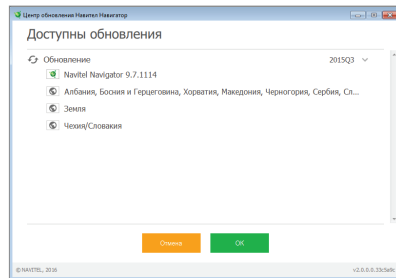 Центр обновления Навител Навигатор
Доступны обновления
Обновление 2015Q3
Navitel Navigator 9.7.1114
Албания, Босния и Герцеговина, Хорватия, Македония, Черногория, Сербия, Сл...
Земля
Чехия/Словакия
Отмена OK
© NAVITEL, 2016